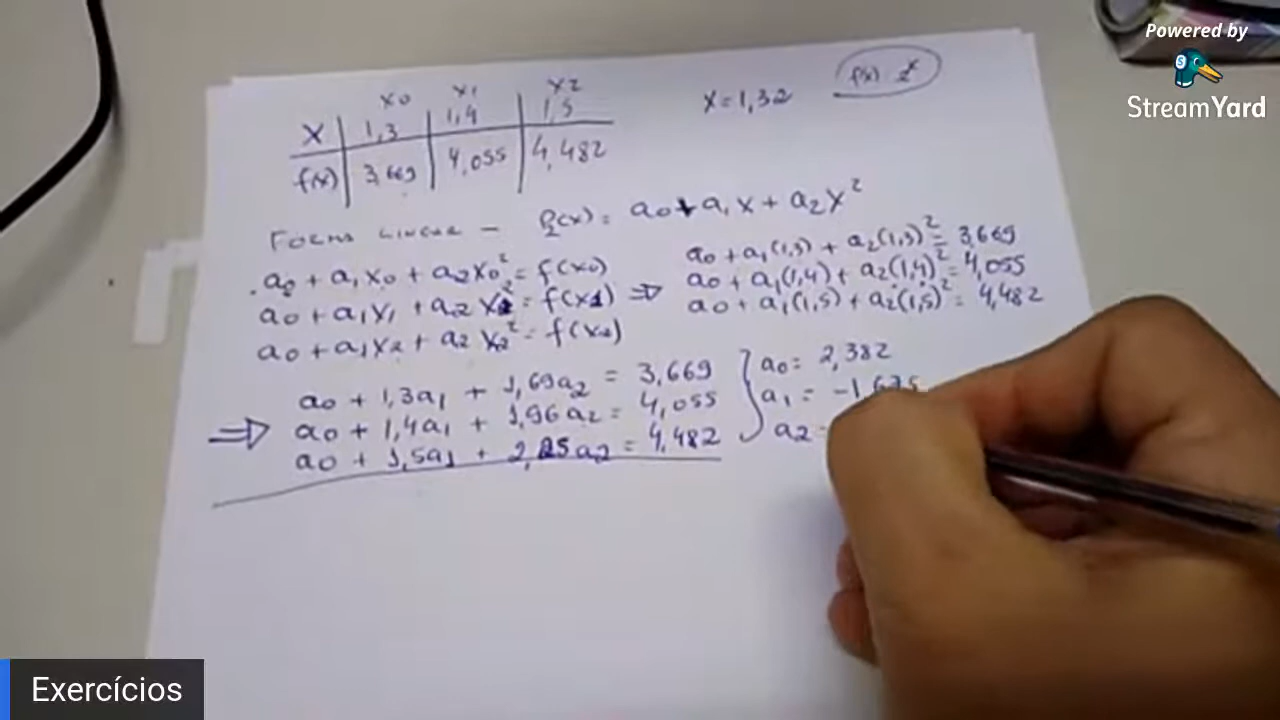 Powered by
StreamYard
x0 x1 x2
X 1,3 1,4 1,5
f(x) 3,669 4,055 4,482
X = 1,32
f(x)
- P2(x) = a0 + a1x + a2x²
a0 + a1x0 + a2x0² = f(x0)
a0 + a1x1 + a2x² = f(x1) ⇒
a0 + a1x2 + a2x2² = f(x2)
a0 + a1(1,3) + a2(1,3)² = 3,669
a0 + a1(1,4) + a2(1,4)² = 4,055
a0 + a1(1,5) + a2(1,5)² = 4,482
a0 + 1,3a1 + 1,69a2 = 3,669
⇒ a0 + 1,4a1 + 1,96a2 = 4,055
a0 + 1,5a1 + 2,25a2 = 4,482
a0 = 2,382
a1 = -1,675
a2 =
Exercícios